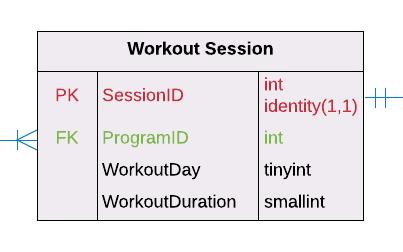 Workout Session
PK SessionID int
identity(1,1)
FK ProgramID int
WorkoutDay tinyint
WorkoutDuration smallint